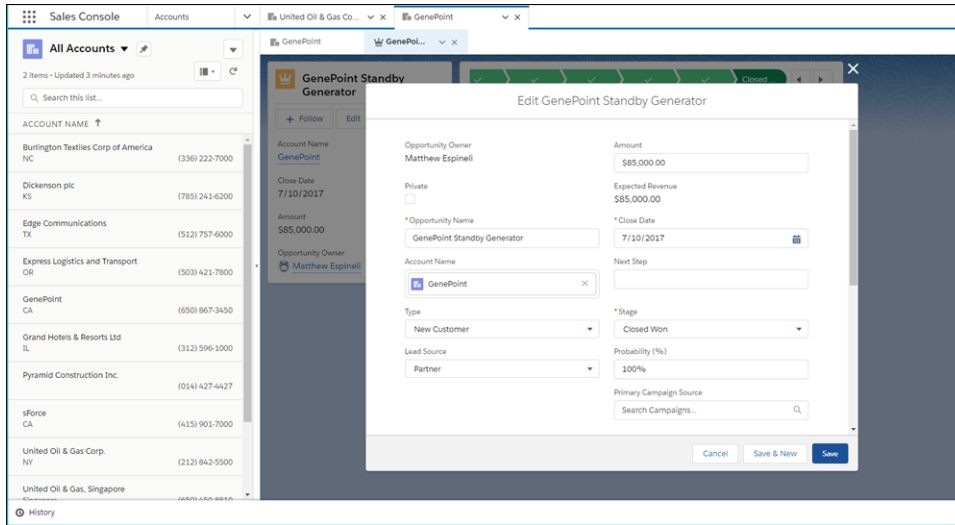 Sales Console
Accounts
United Oil & Gas Co...
GenePoint
All Accounts
2 items • Updated 3 minutes ago
Search this list...
ACCOUNT NAME ↑
Burlington Textiles Corp of America
NC (336) 222-7000
Dickenson plc
KS (785) 241-6200
Edge Communications
TX (512) 757-6000
Express Logistics and Transport
OR (503) 421-7800
GenePoint
CA (650) 867-3450
Grand Hotels & Resorts Ltd
IL (312) 596-1000
Pyramid Construction Inc.
(014) 427-4427
sForce
CA (415) 901-7000
United Oil & Gas Corp.
NY (212) 842-5500
United Oil & Gas, Singapore
Singapore (650) 450-8810
History
GenePoint
GenePoi...
GenePoint Standby
Generator
Closed ...
+ Follow
Edit
Account Name
GenePoint
Close Date
7/10/2017
Amount
$85,000.00
Opportunity Owner
Matthew Espineli
Edit GenePoint Standby Generator
Opportunity Owner
Matthew Espineli
Amount
$85,000.00
Private
Expected Revenue
$85,000.00
*Opportunity Name
GenePoint Standby Generator
*Close Date
7/10/2017
Account Name
GenePoint
Next Step
Type
New Customer
*Stage
Closed Won
Lead Source
Partner
Probability (%)
100%
Primary Campaign Source
Search Campaigns...
Cancel
Save & New
Save